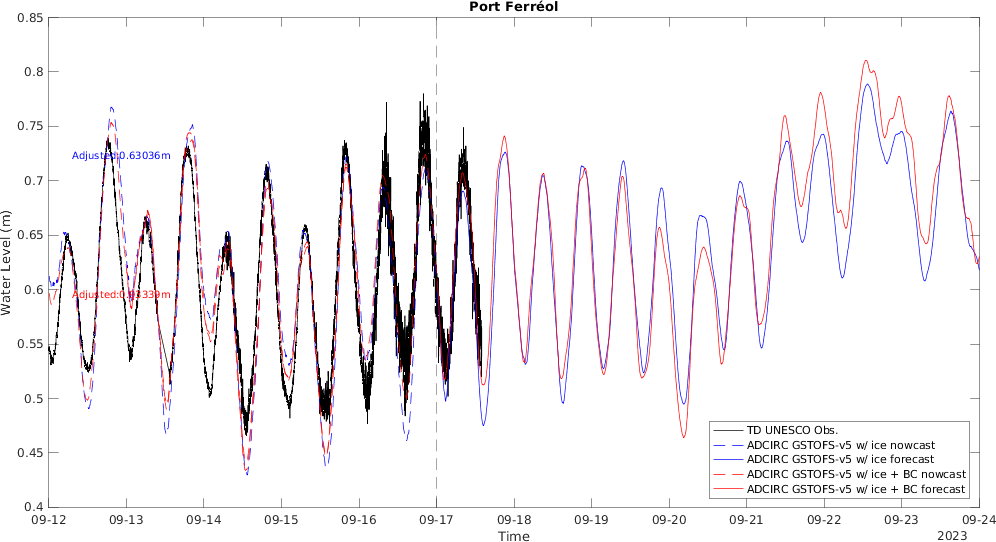 Port Ferréol
Water Level (m)
0.85
0.8
0.75
0.7
0.65
0.6
0.55
0.5
0.45
0.4
Adjusted:0.63036m
TD UNESCO Obs.
ADCIRC GSTOFS-v5 w/ ice nowcast
ADCIRC GSTOFS-v5 w/ ice forecast
ADCIRC GSTOFS-v5 w/ ice + BC nowcast
ADCIRC GSTOFS-v5 w/ ice + BC forecast
09-12 09-13 09-14 09-15 09-16 09-17 09-18 09-19 09-20 09-21 09-22 09-23 09-24
Time
2023